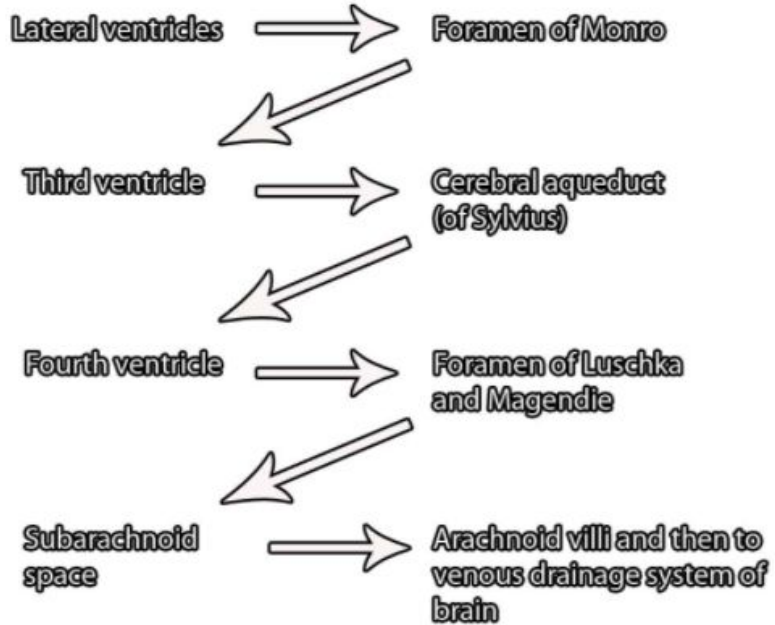 Lateral ventricles
Foramen of Monro
Third ventricle
Cerebral aqueduct
(of Sylvius)
Fourth ventricle
Foramen of Luschka
and Magendie
Subarachnoid
space
Arachnoid villi and then to
venous drainage system of
brain